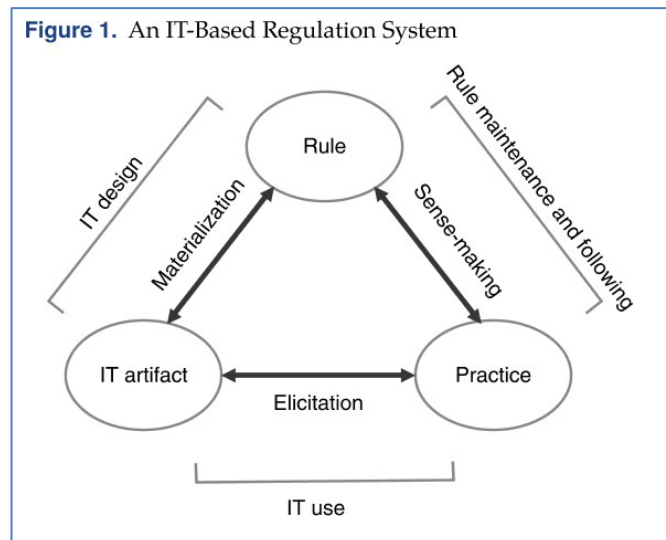 Figure 1. An IT-Based Regulation System
Rule
IT design
Materialization
Sense-making
Rule maintenance and following
IT artifact
Elicitation
Practice
IT use